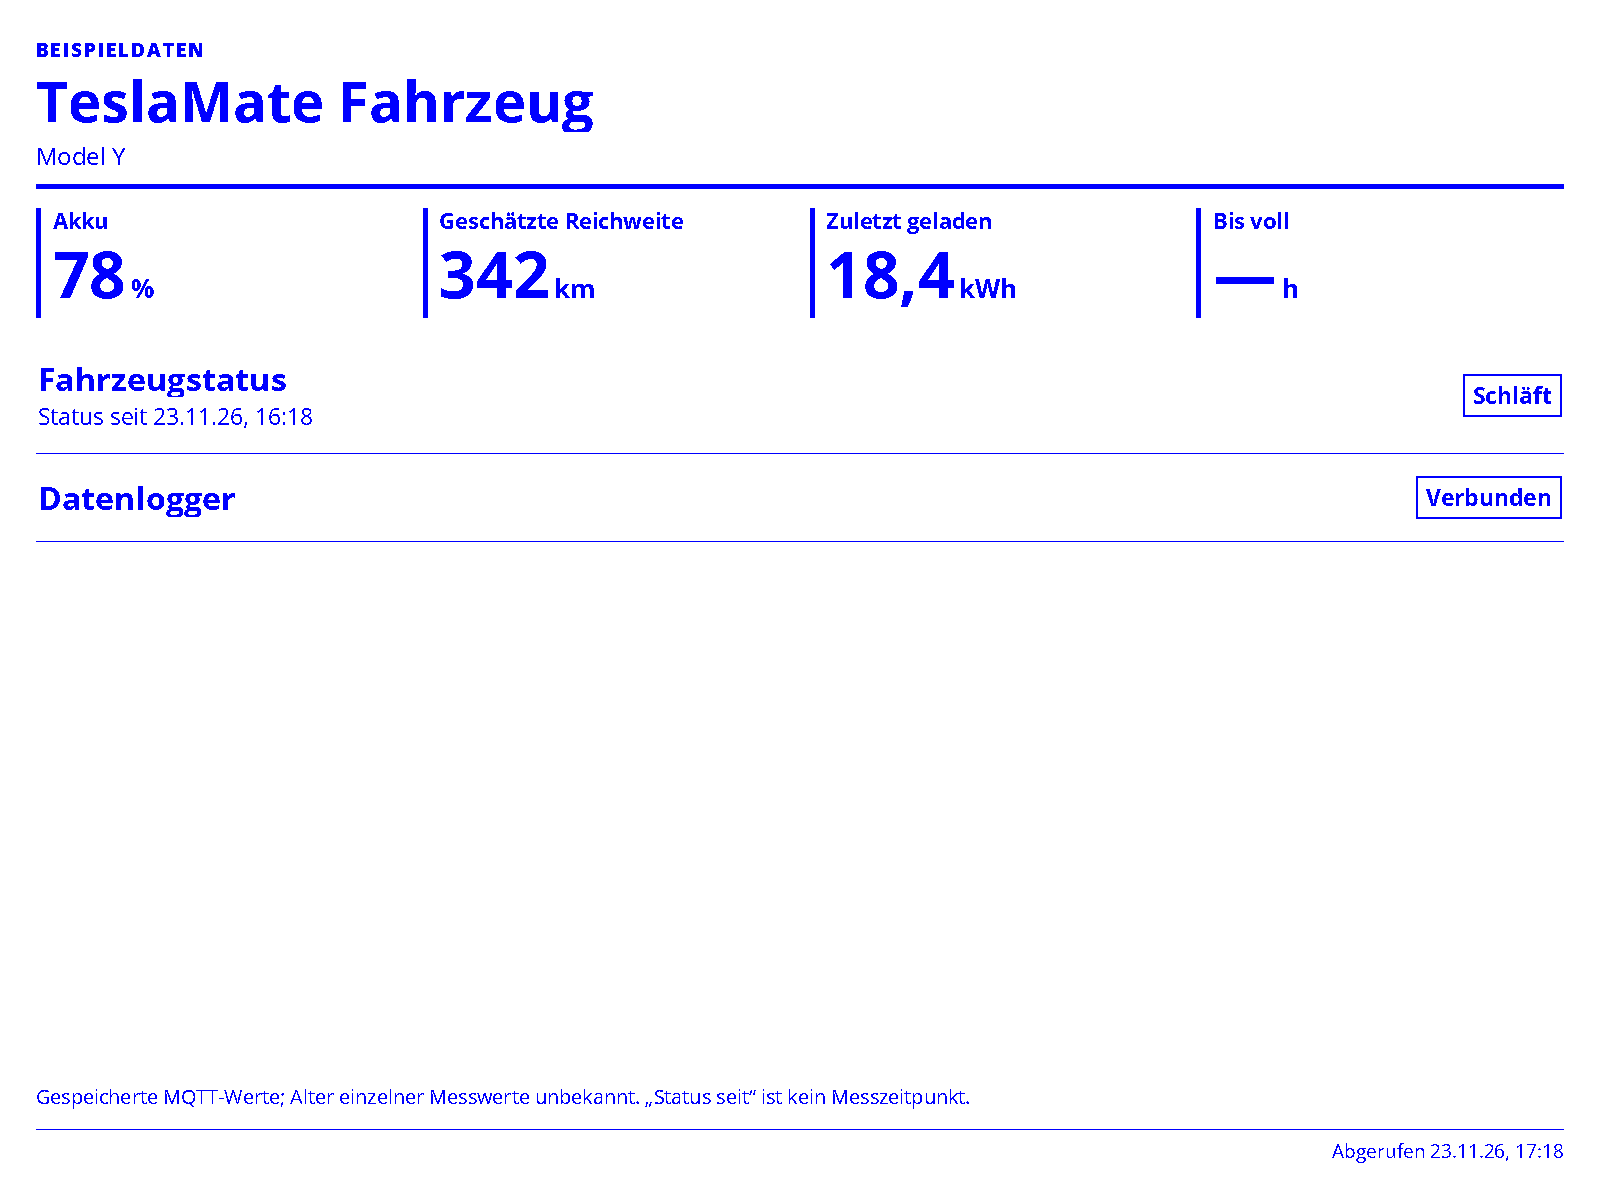 BEISPIELDATEN
TeslaMate Fahrzeug
Model Y
Akku
78 %
Geschätzte Reichweite
342 km
Zuletzt geladen
18,4 kWh
Bis voll
— h
Fahrzeugstatus
Status seit 23.11.26, 16:18
Schläft
Datenlogger
Verbunden
Gespeicherte MQTT-Werte; Alter einzelner Messwerte unbekannt. „Status seit“ ist kein Messzeitpunkt.
Abgerufen 23.11.26, 17:18